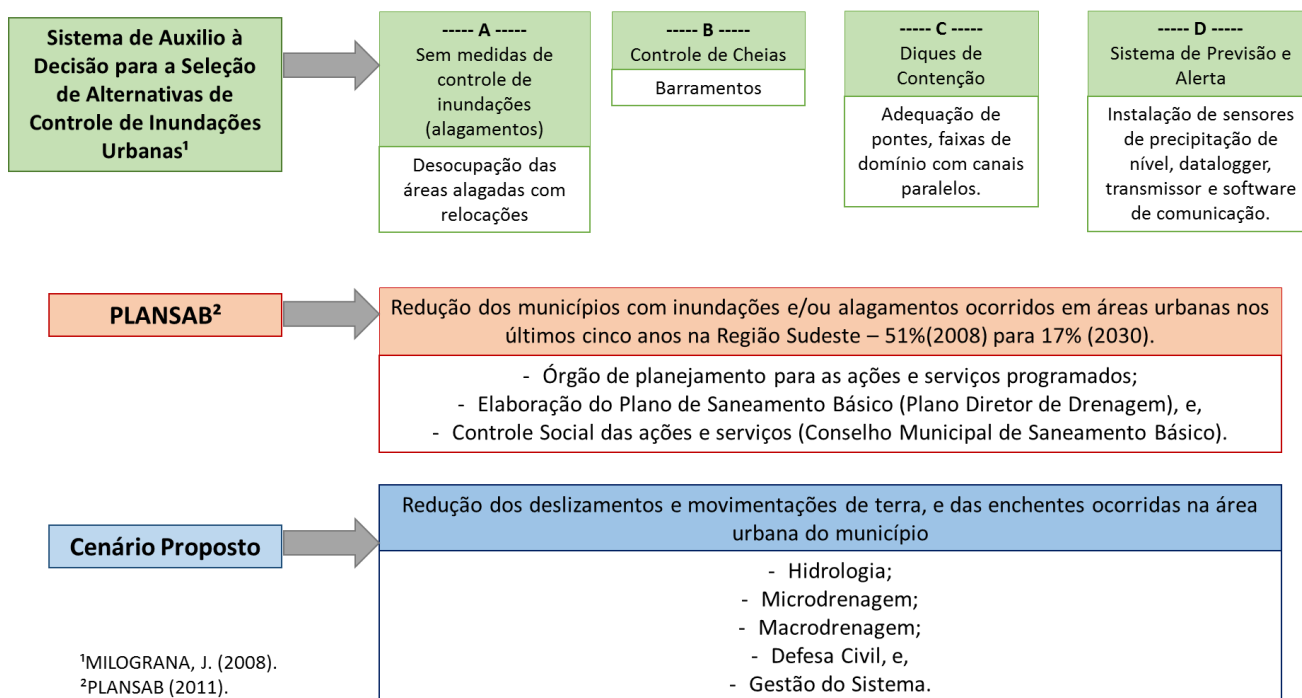 Sistema de Auxilio à
Decisão para a Seleção
de Alternativas de
Controle de Inundações
Urbanas¹
----- A -----
Sem medidas de
controle de
inundações
(alagamentos)
Desocupação das
áreas alagadas com
relocações
----- B -----
Controle de Cheias
Barramentos
----- C -----
Diques de
Contenção
Adequação de
pontes, faixas de
domínio com canais
paralelos.
----- D -----
Sistema de Previsão e
Alerta
Instalação de sensores
de precipitação de
nível, datalogger,
transmissor e software
de comunicação.
PLANSAB²
Redução dos municípios com inundações e/ou alagamentos ocorridos em áreas urbanas nos
últimos cinco anos na Região Sudeste – 51%(2008) para 17% (2030).
- Órgão de planejamento para as ações e serviços programados;
- Elaboração do Plano de Saneamento Básico (Plano Diretor de Drenagem), e,
- Controle Social das ações e serviços (Conselho Municipal de Saneamento Básico).
Cenário Proposto
Redução dos deslizamentos e movimentações de terra, e das enchentes ocorridas na área
urbana do município
- Hidrologia;
- Microdrenagem;
- Macrodrenagem;
- Defesa Civil, e,
- Gestão do Sistema.
¹MILOGRANA, J. (2008).
²PLANSAB (2011).